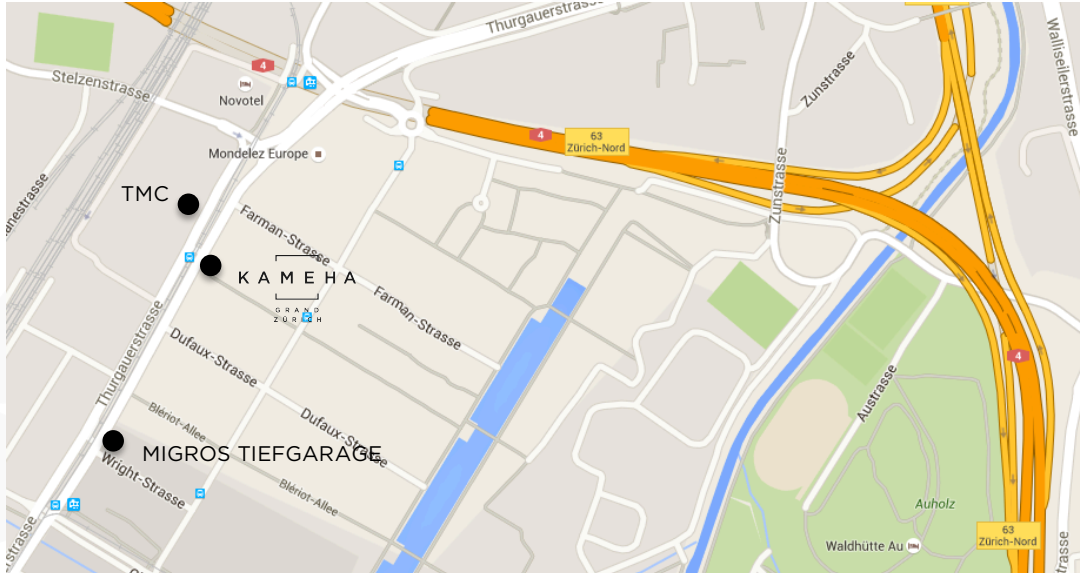 Thurgauerstrasse
Walliseilerstrasse
4
Stelzenstrasse
Novotel
Zunstrasse
4
63
Zürich-Nord
Mondelez Europe
Zunstrasse
TMC
Farman-Strasse
KAMEHA
GRAND
ZÜRICH
Farman-Strasse
Thurgauerstrasse
Dufaux-Strasse
4
Austrasse
Blériot-Allee
Dufaux-Strasse
MIGROS TIEFGARAGE
Wright-Strasse
Blériot-Allee
Auholz
63
Zürich-Nord
Waldhütte Au